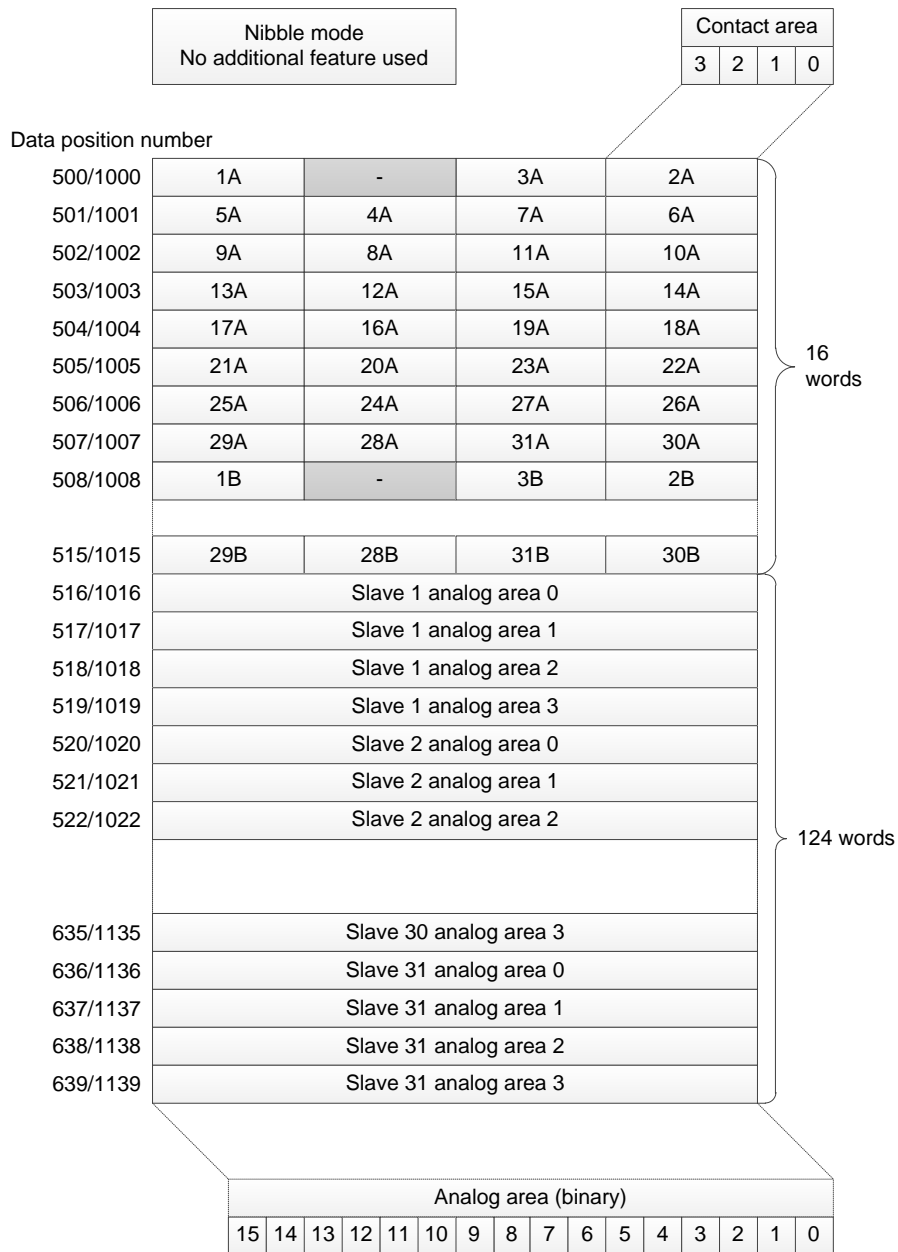 Nibble mode
No additional feature used
Contact area
3 2 1 0
Data position number
500/1000 1A - 3A 2A
501/1001 5A 4A 7A 6A
502/1002 9A 8A 11A 10A
503/1003 13A 12A 15A 14A
504/1004 17A 16A 19A 18A
505/1005 21A 20A 23A 22A
506/1006 25A 24A 27A 26A
507/1007 29A 28A 31A 30A
508/1008 1B - 3B 2B
16
words
515/1015 29B 28B 31B 30B
516/1016 Slave 1 analog area 0
517/1017 Slave 1 analog area 1
518/1018 Slave 1 analog area 2
519/1019 Slave 1 analog area 3
520/1020 Slave 2 analog area 0
521/1021 Slave 2 analog area 1
522/1022 Slave 2 analog area 2
124 words
635/1135 Slave 30 analog area 3
636/1136 Slave 31 analog area 0
637/1137 Slave 31 analog area 1
638/1138 Slave 31 analog area 2
639/1139 Slave 31 analog area 3
Analog area (binary)
15 14 13 12 11 10 9 8 7 6 5 4 3 2 1 0